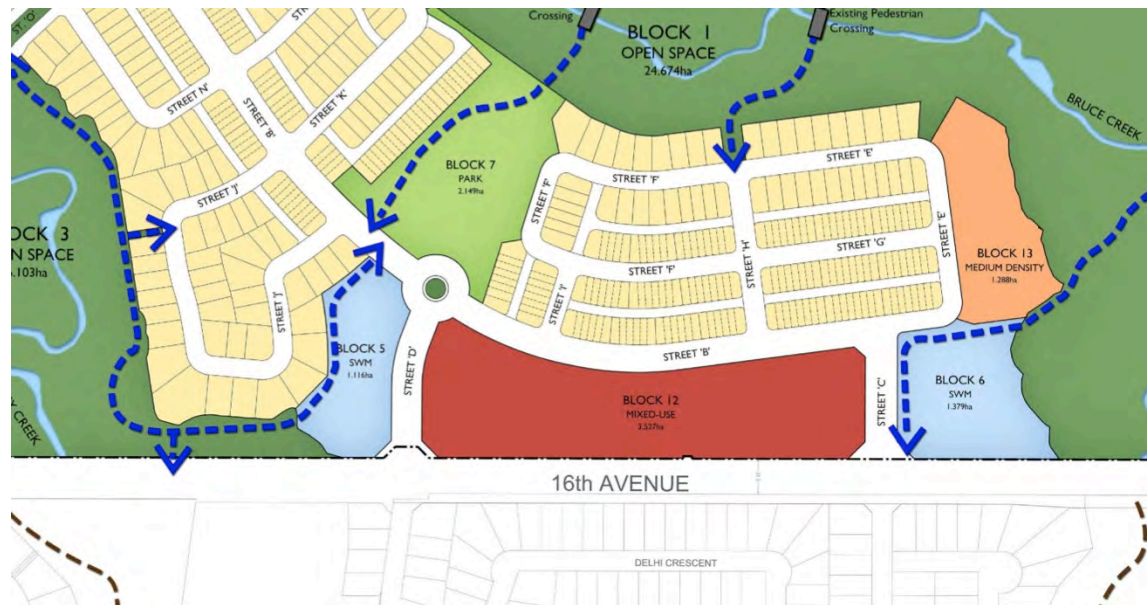 ST. 'O'
Crossing
Existing Pedestrian
Crossing
BLOCK 1
OPEN SPACE
24.674ha
BRUCE CREEK
STREET 'N'
STREET 'B'
STREET 'K'
BLOCK 7
PARK
2.149ha
STREET 'J'
STREET 'F'
STREET 'F'
STREET 'E'
STREET 'E'
STREET 'H'
STREET 'G'
STREET 'F'
STREET 'I'
OCK 3
N SPACE
.103ha
STREET 'J'
BLOCK 13
MEDIUM DENSITY
1.288ha
BLOCK 5
SWM
1.116ha
STREET 'D'
STREET 'B'
BLOCK 12
MIXED-USE
3.527ha
STREET 'C'
BLOCK 6
SWM
1.379ha
CREEK
16th AVENUE
DELHI CRESCENT